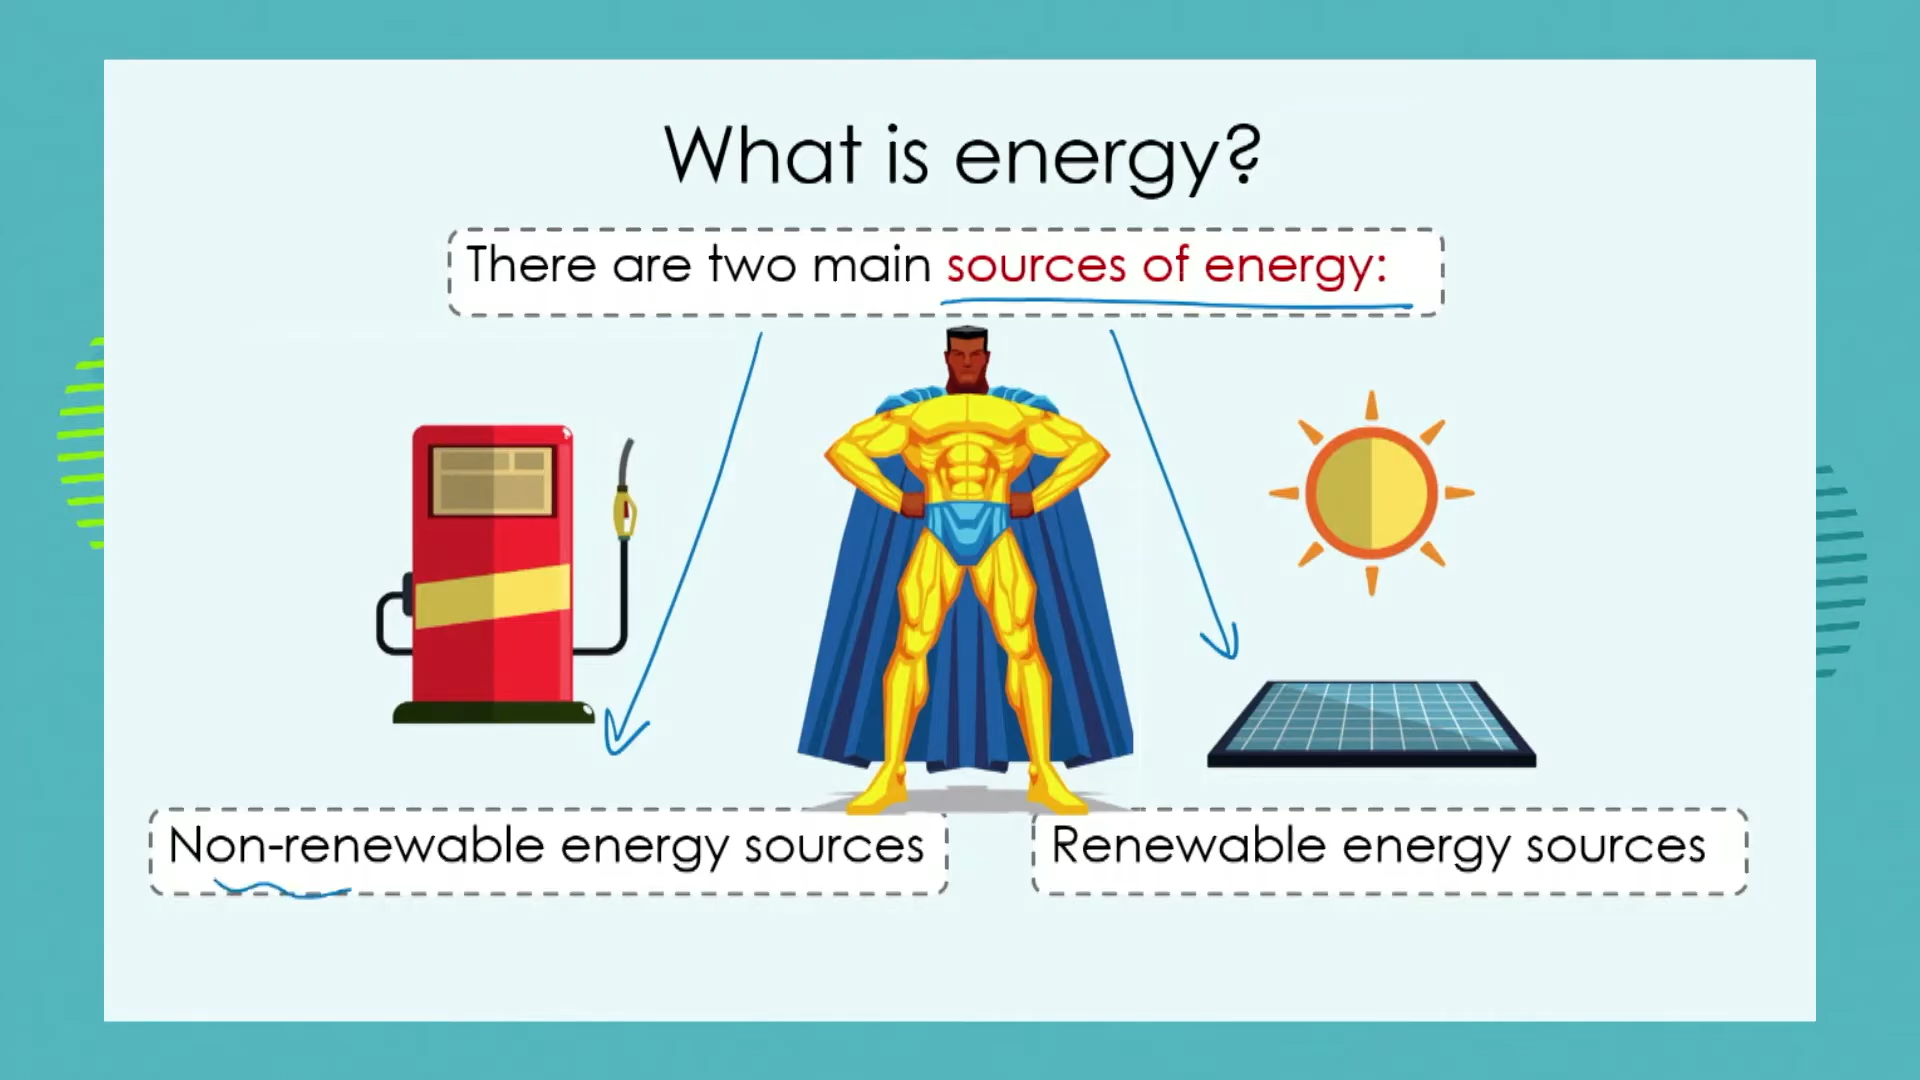 What is energy?
There are two main sources of energy:
Non-renewable energy sources
Renewable energy sources